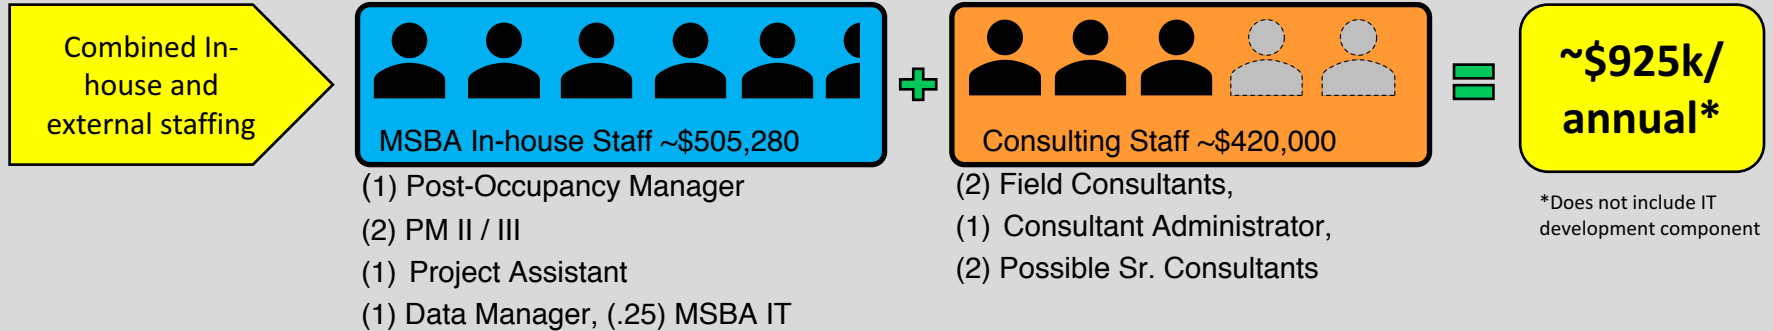 Combined In-
house and
external staffing
MSBA In-house Staff ~$505,280
(1) Post-Occupancy Manager
(2) PM II / III
(1) Project Assistant
(1) Data Manager, (.25) MSBA IT
Consulting Staff ~$420,000
(2) Field Consultants,
(1) Consultant Administrator,
(2) Possible Sr. Consultants
~$925k/
annual*
*Does not include IT
development component